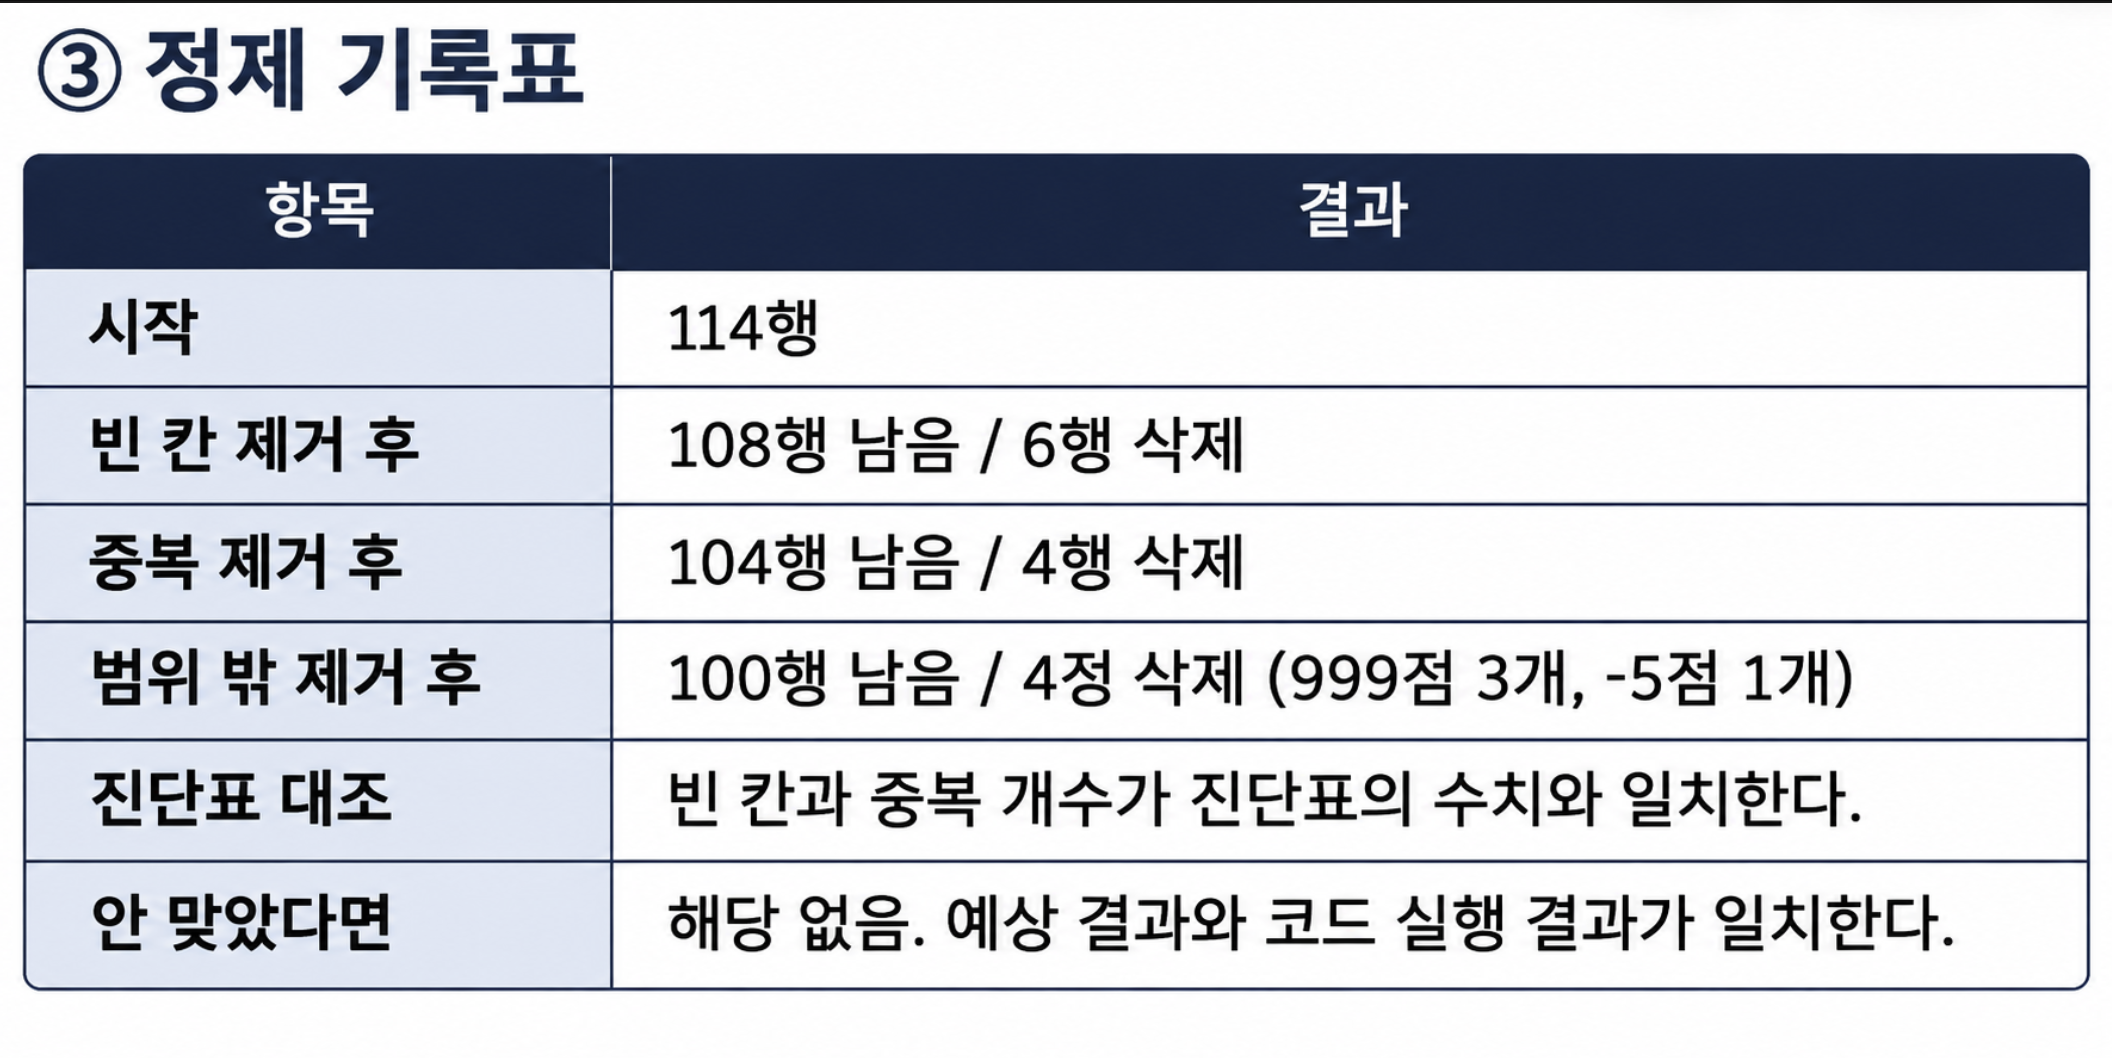 ③ 정제 기록표
항목 결과
시작 114행
빈 칸 제거 후 108행 남음 / 6행 삭제
중복 제거 후 104행 남음 / 4행 삭제
범위 밖 제거 후 100행 남음 / 4정 삭제 (999점 3개, -5점 1개)
진단표 대조 빈 칸과 중복 개수가 진단표의 수치와 일치한다.
안 맞았다면 해당 없음. 예상 결과와 코드 실행 결과가 일치한다.